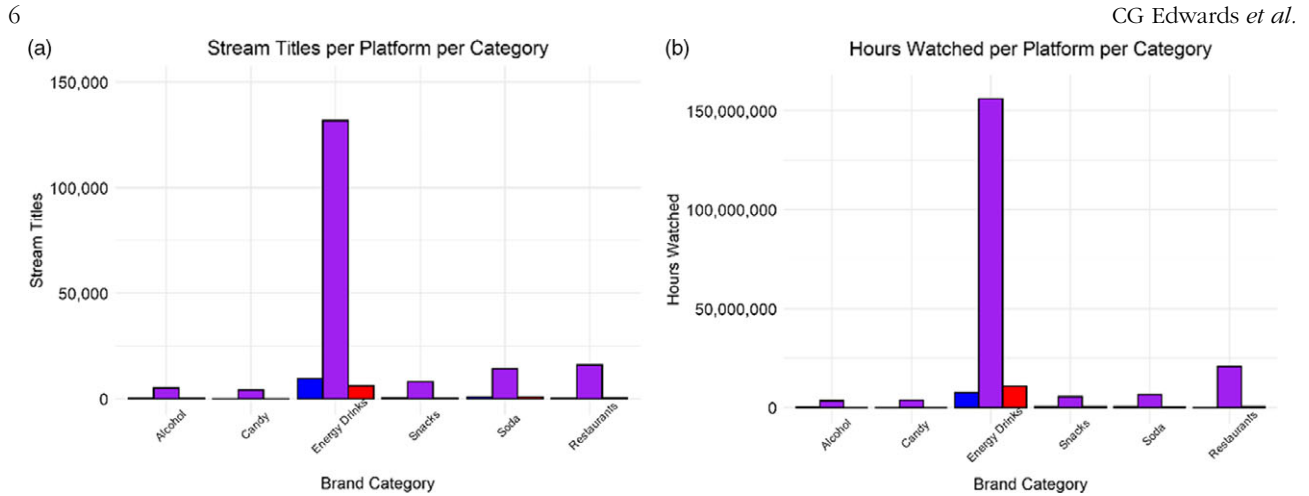 6
CG Edwards et al.
(a)
Stream Titles per Platform per Category
150,000
100,000
50,000
0
Stream Titles
Alcohol
Candy
Energy Drinks
Snacks
Soda
Restaurants
Brand Category
(b)
Hours Watched per Platform per Category
150,000,000
100,000,000
50,000,000
0
Hours Watched
Alcohol
Candy
Energy Drinks
Snacks
Soda
Restaurants
Brand Category